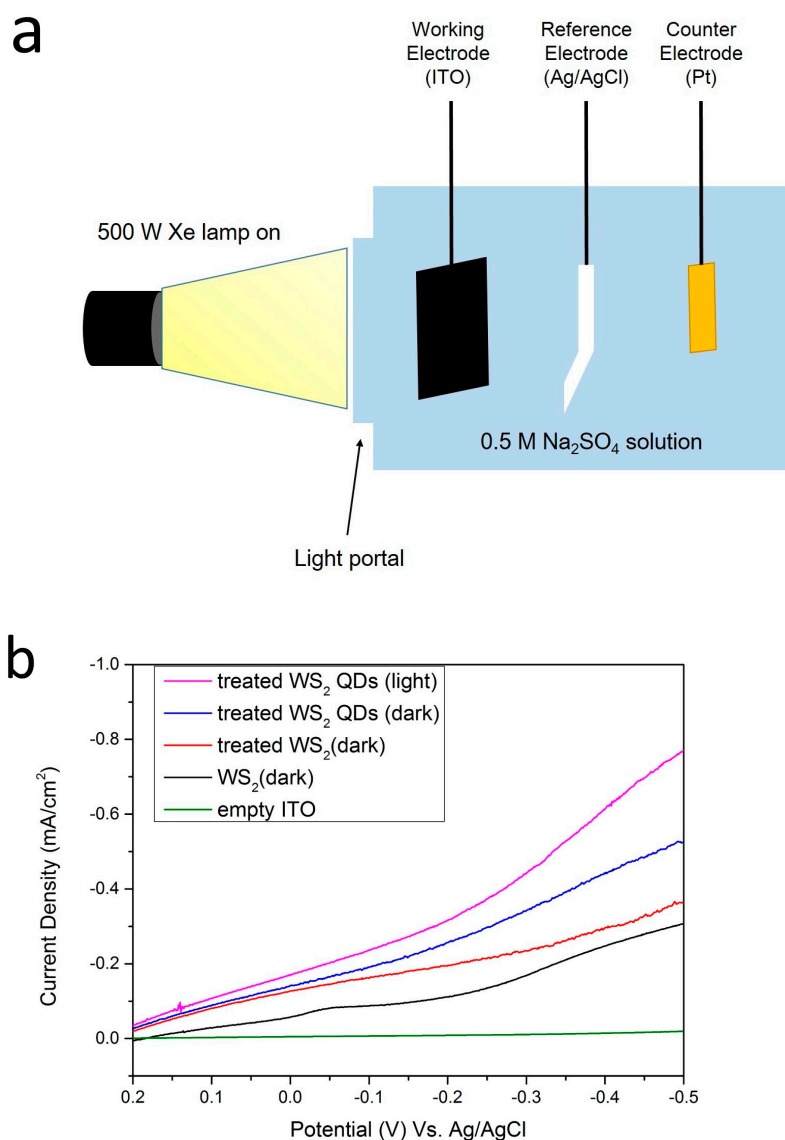 a
Working
Electrode
(ITO)
Reference
Electrode
(Ag/AgCl)
Counter
Electrode
(Pt)
500 W Xe lamp on
0.5 M Na₂SO₄ solution
Light portal
b
-1.0
-0.8
-0.6
-0.4
-0.2
0.0
Current Density (mA/cm²)
treated WS₂ QDs (light)
treated WS₂ QDs (dark)
treated WS₂(dark)
WS₂(dark)
empty ITO
0.2 0.1 0.0 -0.1 -0.2 -0.3 -0.4 -0.5
Potential (V) Vs. Ag/AgCl